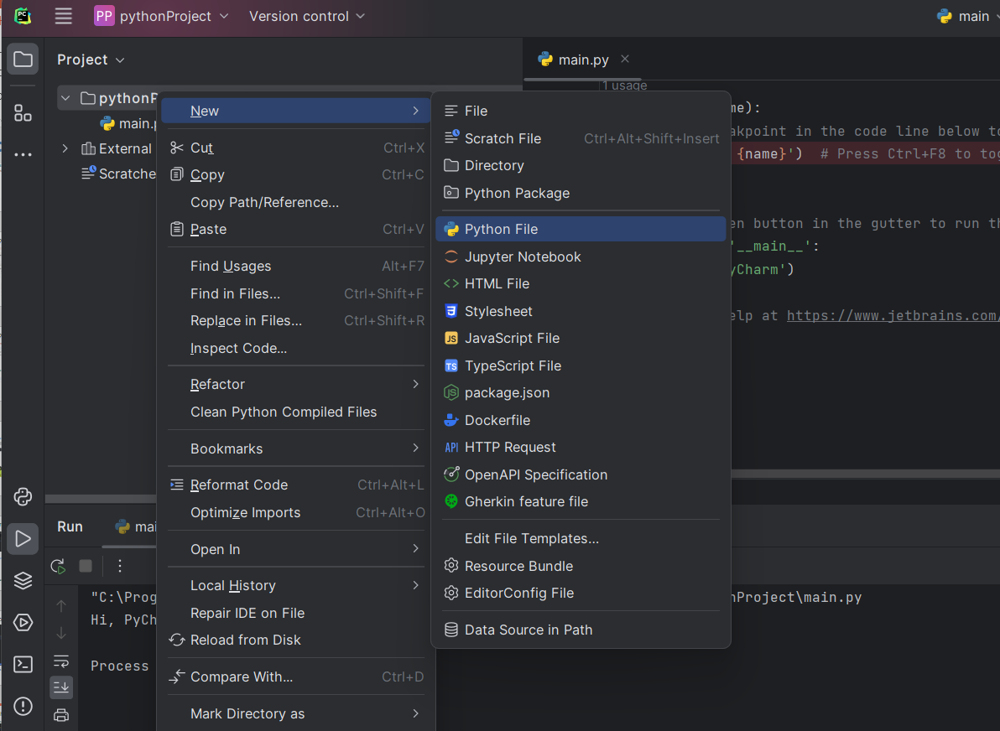 PC
PP pythonProject
Version control
main
Project
main.py
pythonP
main.p
External
Scratche
New
Cut Ctrl+X
Copy Ctrl+C
Copy Path/Reference...
Paste Ctrl+V
Find Usages Alt+F7
Find in Files... Ctrl+Shift+F
Replace in Files... Ctrl+Shift+R
Inspect Code...
Refactor
Clean Python Compiled Files
Bookmarks
Reformat Code Ctrl+Alt+L
Optimize Imports Ctrl+Alt+O
Open In
Local History
Repair IDE on File
Reload from Disk
Compare With... Ctrl+D
Mark Directory as
File
Scratch File Ctrl+Alt+Shift+Insert
Directory
Python Package
Python File
Jupyter Notebook
HTML File
Stylesheet
JS JavaScript File
TS TypeScript File
package.json
Dockerfile
API HTTP Request
OpenAPI Specification
Gherkin feature file
Edit File Templates...
Resource Bundle
EditorConfig File
Data Source in Path
1 usage
me):
akpoint in the code line below to
{name}') # Press Ctrl+F8 to tog
en button in the gutter to run th
'__main__':
yCharm')
elp at https://www.jetbrains.com/
Run
mai
"C:\Prog
nProject\main.py
Hi, PyCh
Process